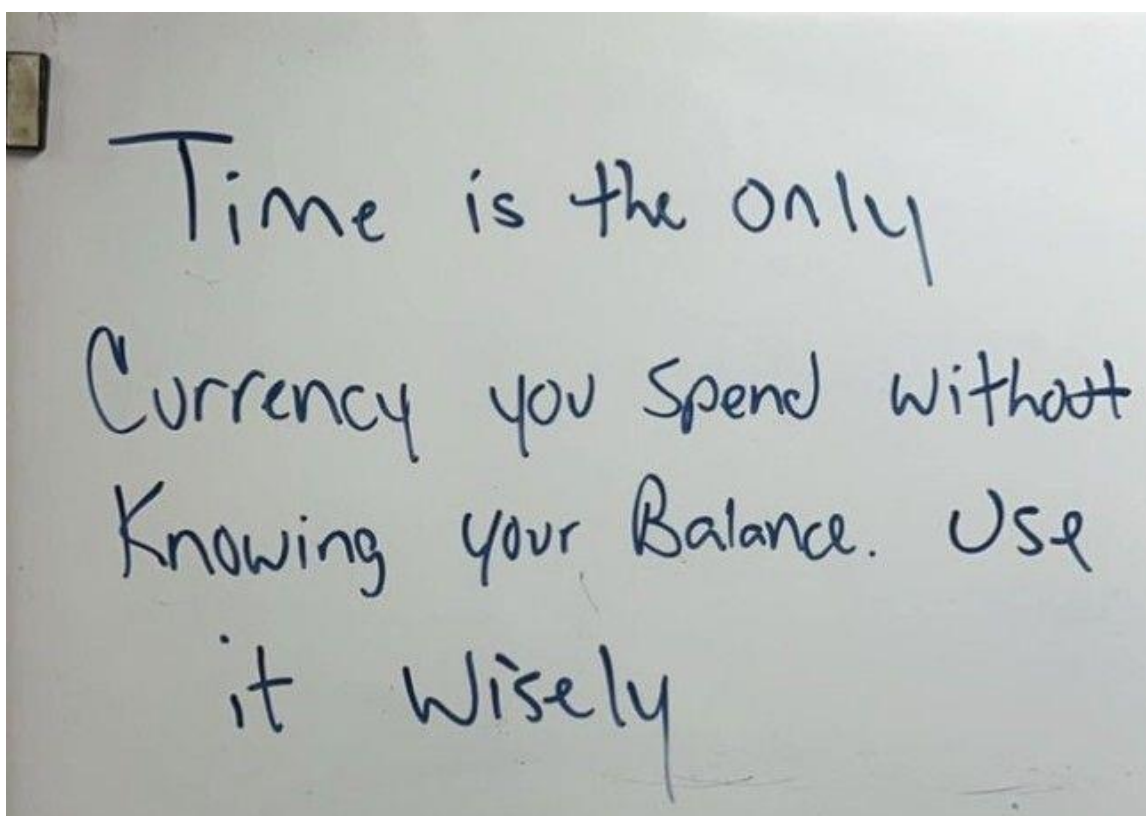 Time is the only
Currency you Spend without
Knowing your Balance. Use
it Wisely